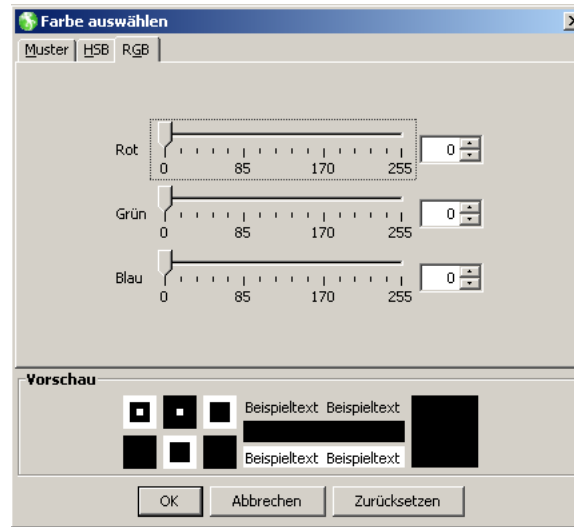 Farbe auswählen
Muster HSB RGB
Rot 0
0 85 170 255
Grün 0
0 85 170 255
Blau 0
0 85 170 255
Vorschau
Beispieltext Beispieltext
Beispieltext Beispieltext
OK Abbrechen Zurücksetzen